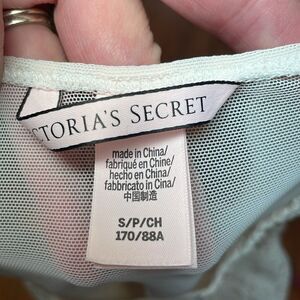 VICTORIA'S SECRET
made in China/
fabriqué en Chine/
hecho en China/
fabbricato in Cina/
中国制造
S/P/CH
170/88A